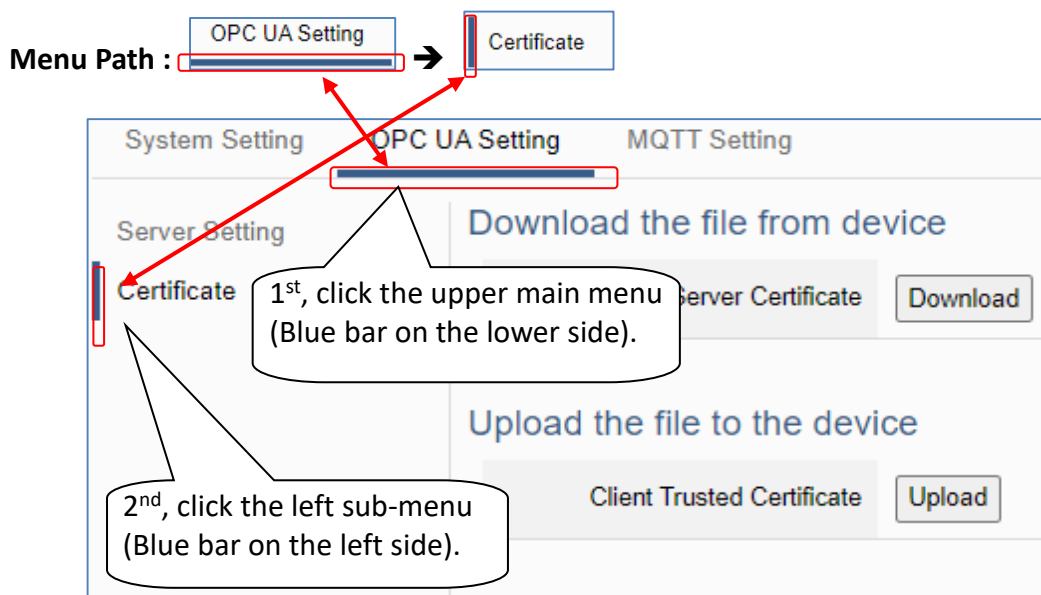 OPC UA Setting
Menu Path : ➔ Certificate
System Setting OPC UA Setting MQTT Setting
Server Setting
Download the file from device
Certificate
1st, click the upper main menu
(Blue bar on the lower side).
Server Certificate Download
Upload the file to the device
Client Trusted Certificate Upload
2nd, click the left sub-menu
(Blue bar on the left side).